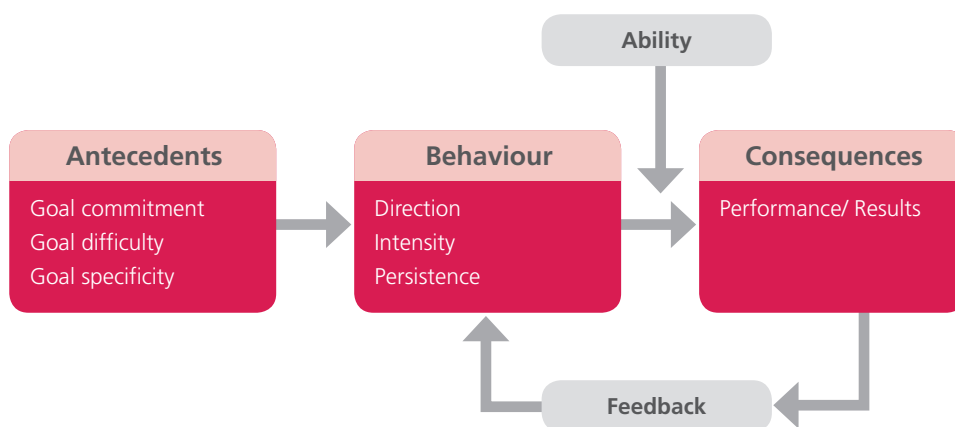 Ability
Antecedents
Goal commitment
Goal difficulty
Goal specificity
Behaviour
Direction
Intensity
Persistence
Consequences
Performance/ Results
Feedback